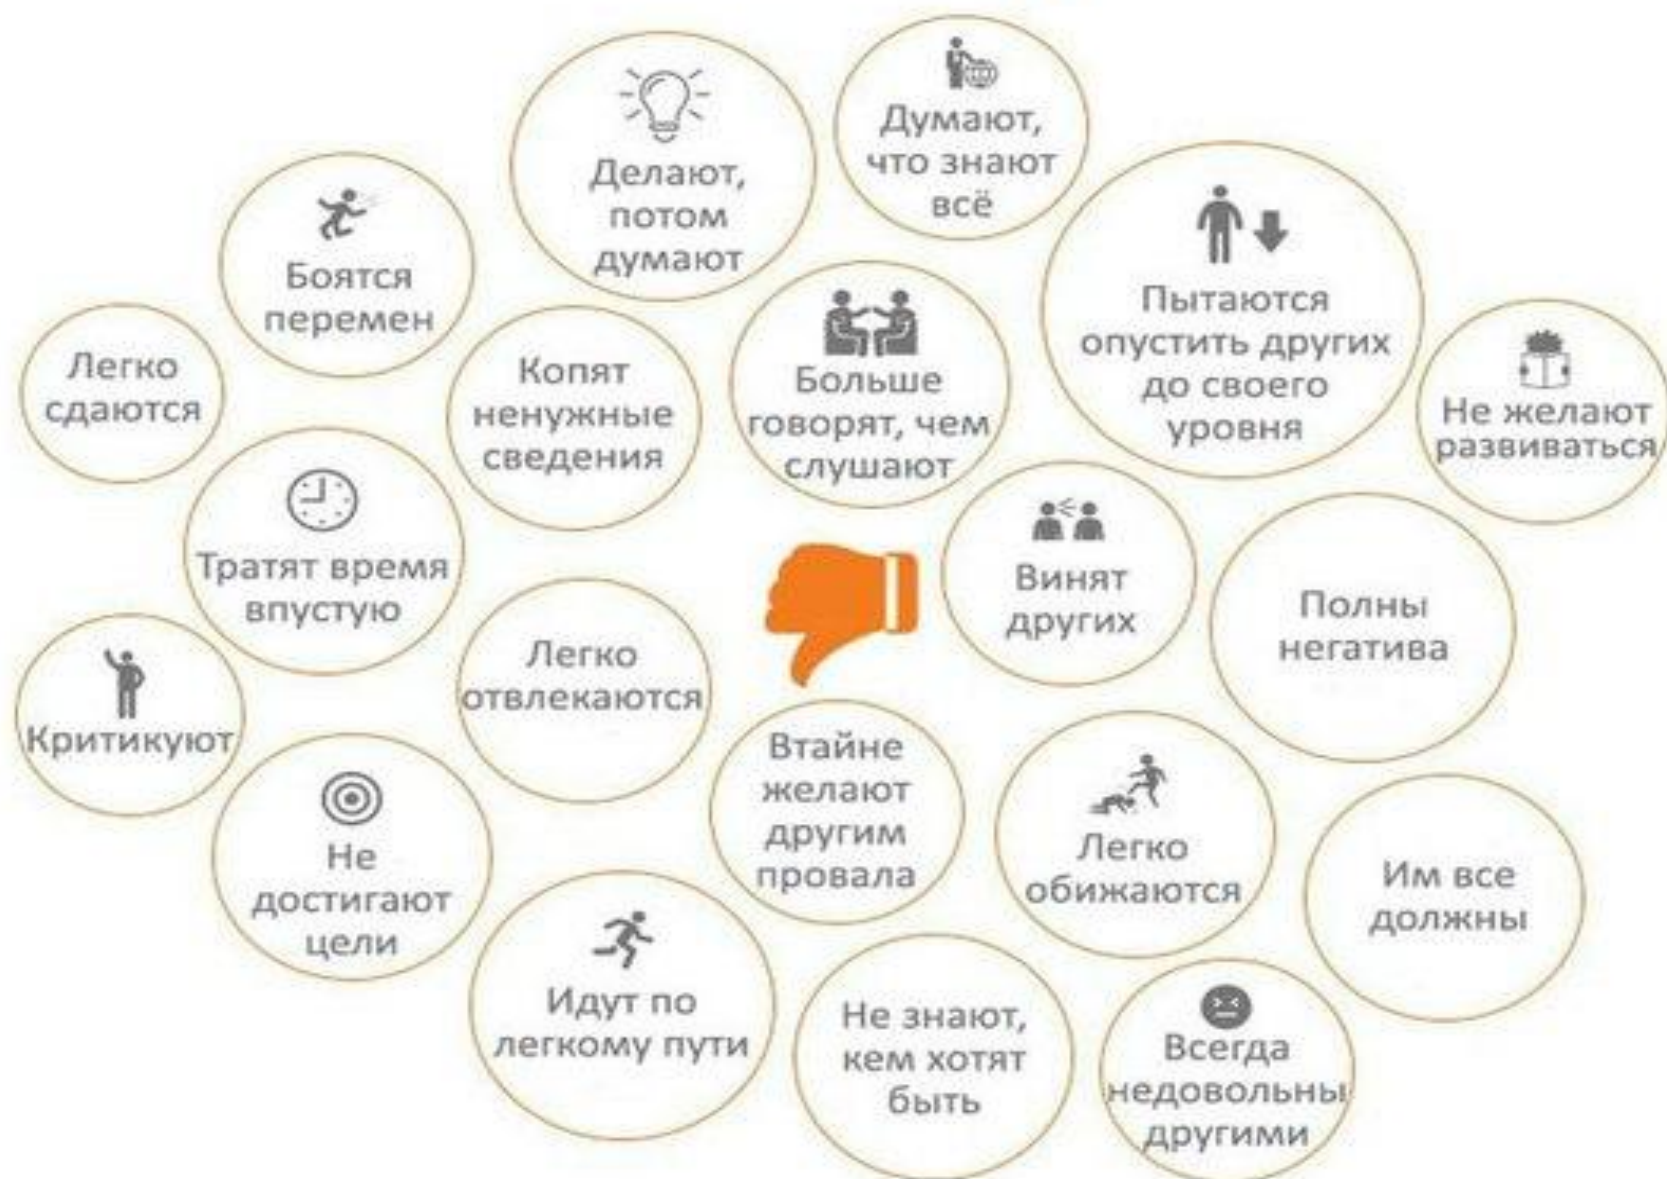 Думают,
что знают
всё
Делают,
потом
думают
Боятся
перемен
Пытаются
опустить других
до своего
уровня
Легко
сдаются
Копят
ненужные
сведения
Больше
говорят, чем
слушают
Не желают
развиваться
Тратят время
впустую
Винят
других
Полны
негатива
Легко
отвлекаются
Критикуют
Втайне
желают
другим
провала
Легко
обижаются
Не
достигают
цели
Им все
должны
Идут по
легкому пути
Не знают,
кем хотят
быть
Всегда
недовольны
другими